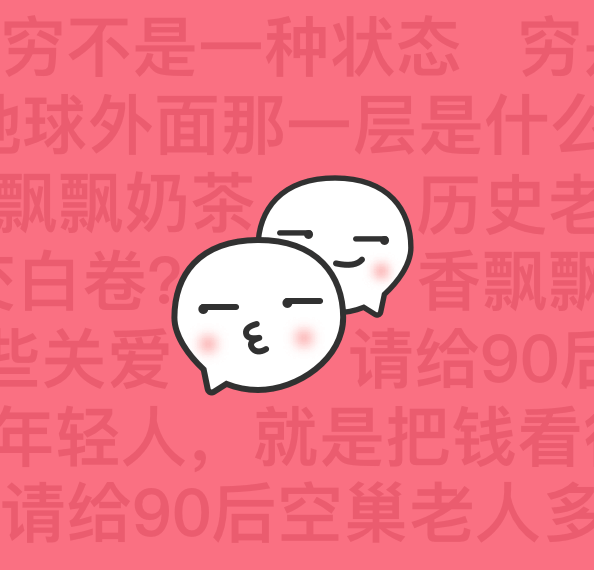 穷不是一种状态 穷
球外面那一层是什么
飘飘奶茶 历史老
白卷? 香飘飘
些关爱 请给90后
年轻人，就是把钱看
请给90后空巢老人多